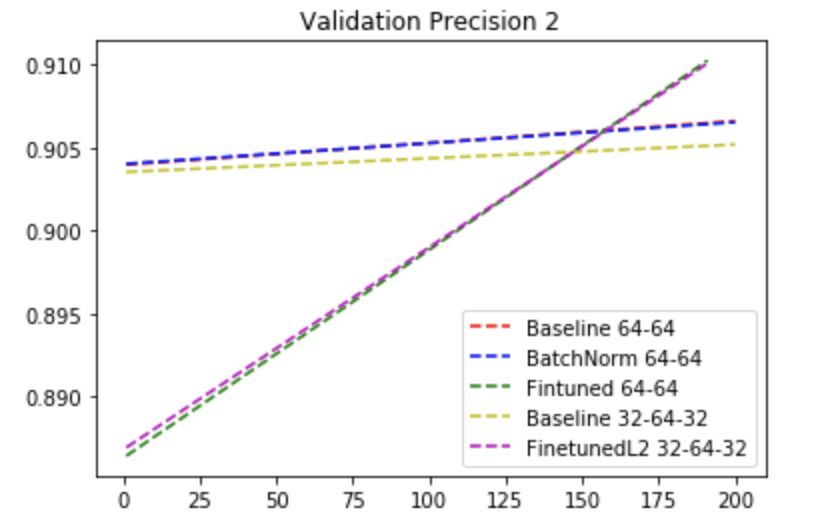 Validation Precision 2
0.910
0.905
0.900
0.895
0.890
Baseline 64-64
BatchNorm 64-64
Fintuned 64-64
Baseline 32-64-32
FinetunedL2 32-64-32
0 25 50 75 100 125 150 175 200